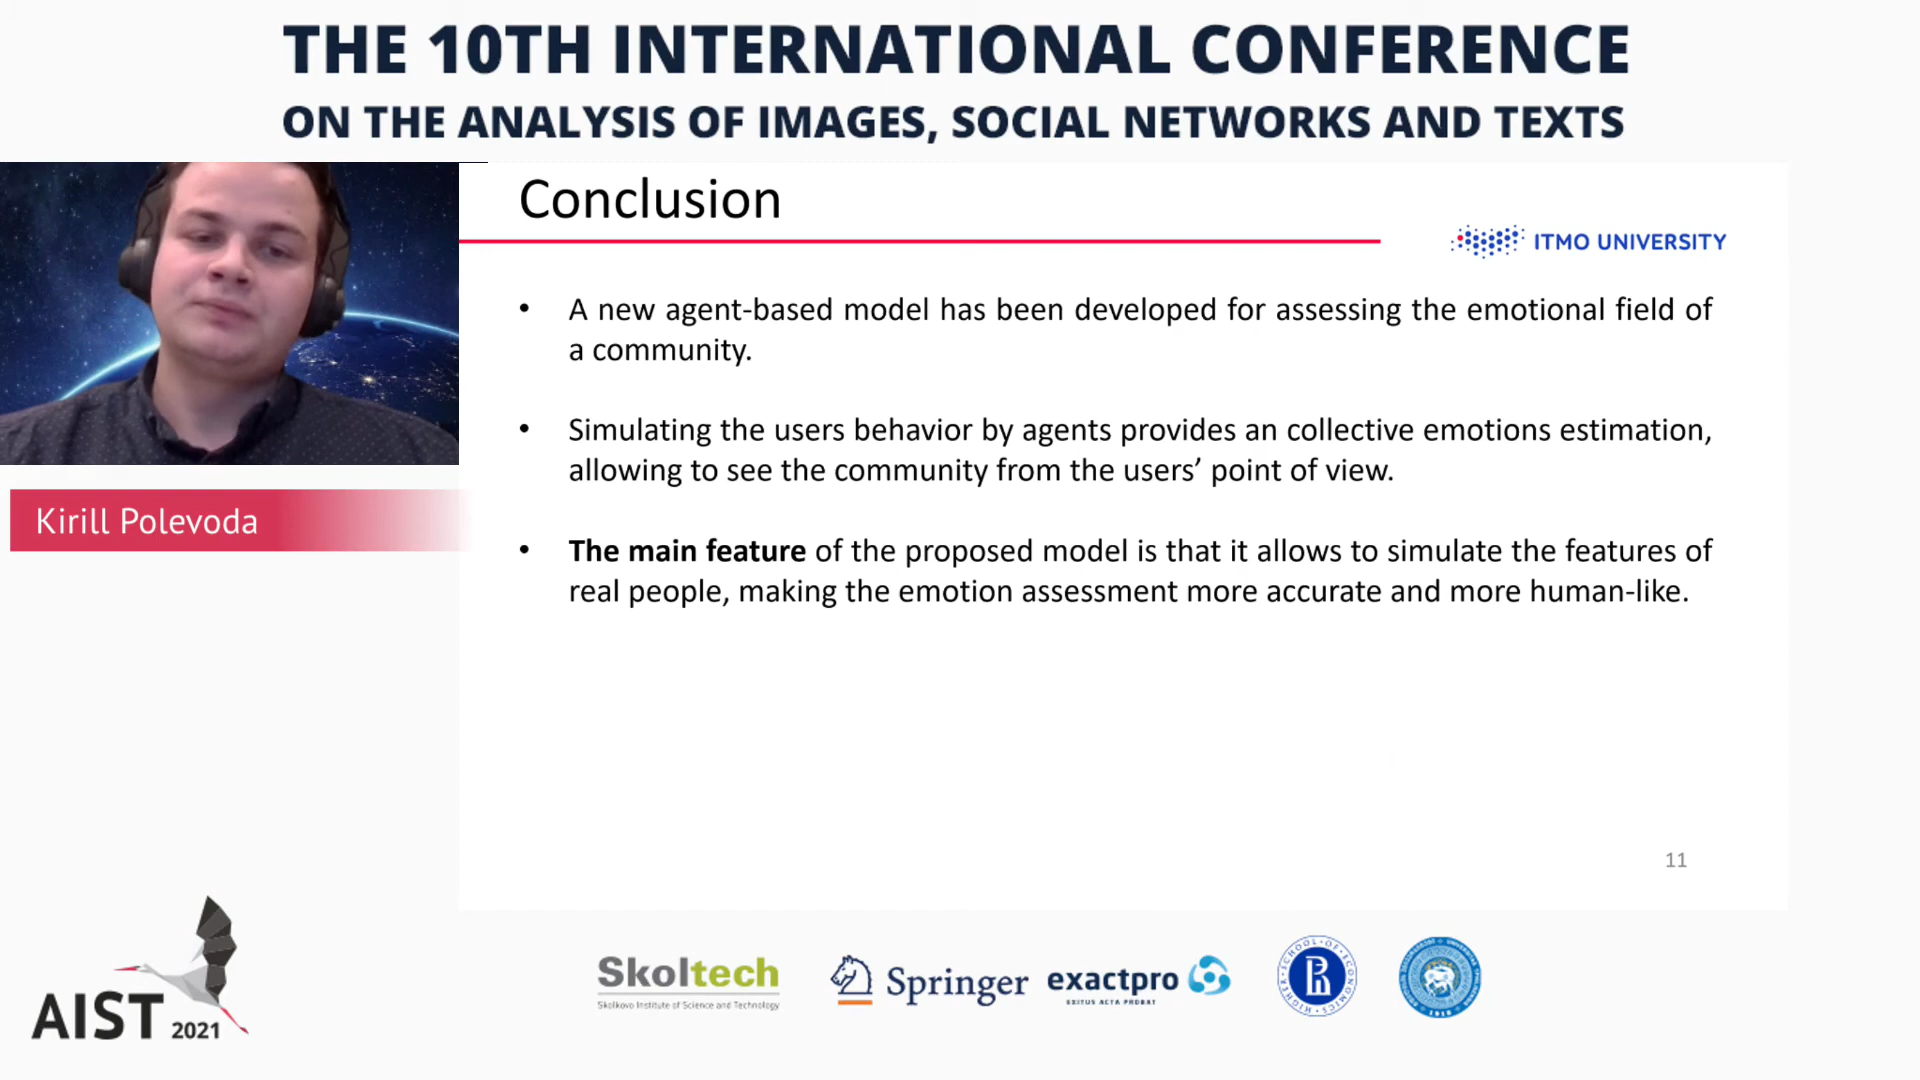 THE 10TH INTERNATIONAL CONFERENCE
ON THE ANALYSIS OF IMAGES, SOCIAL NETWORKS AND TEXTS
Conclusion
ITMO UNIVERSITY
• A new agent-based model has been developed for assessing the emotional field of
a community.
• Simulating the users behavior by agents provides an collective emotions estimation,
allowing to see the community from the users’ point of view.
• The main feature of the proposed model is that it allows to simulate the features of
real people, making the emotion assessment more accurate and more human-like.
Kirill Polevoda
11
AIST 2021
Skoltech
Skolkovo Institute of Science and Technology
Springer
exactpro
EXITUS ACTA PROBAT
HIGHER SCHOOL OF ECONOMICS